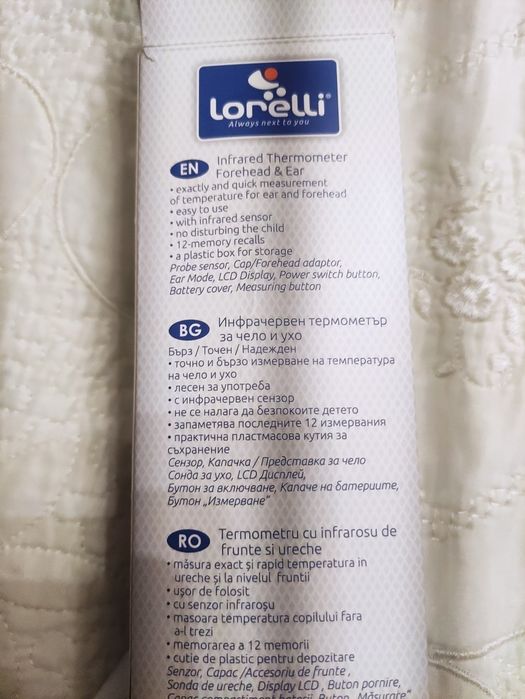 lorelli®
Always next to you
EN
Infrared Thermometer
Forehead & Ear
• exactly and quick measurement
of temperature for ear and forehead
• easy to use
• with infrared sensor
• no disturbing the child
• 12-memory recalls
• a plastic box for storage
Probe sensor, Cap/Forehead adaptor,
Ear Mode, LCD Display, Power switch button,
Battery cover, Measuring button
BG
Инфрачервен термометър
за чело и ухо
Бърз / Точен / Надежден
• точно и бързо измерване на температура
на чело и ухо
• лесен за употреба
• с инфрачервен сензор
• не се налага да безпокоите детето
• запаметява последните 12 измервания
• практична пластмасова кутия за
съхранение
Сензор, Капачка / Представка за чело
Сонда за ухо, LCD Дисплей,
Бутон за включване, Капаче на батериите,
Бутон „Измерване"
RO
Termometru cu infrarosu de
frunte si ureche
• măsura exact și rapid temperatura in
ureche și la nivelul fruntii
• ușor de folosit
• cu senzor infraroșu
• masoara temperatura copilului fara
a-l trezi
• memorarea a 12 memorii
• cutie de plastic pentru depozitare
Senzor, Capac /Accesoriu de frunte ,
Sonda de ureche, Display LCD , Buton pornire,
Capac compartiment baterii, Buton „Măsurare"